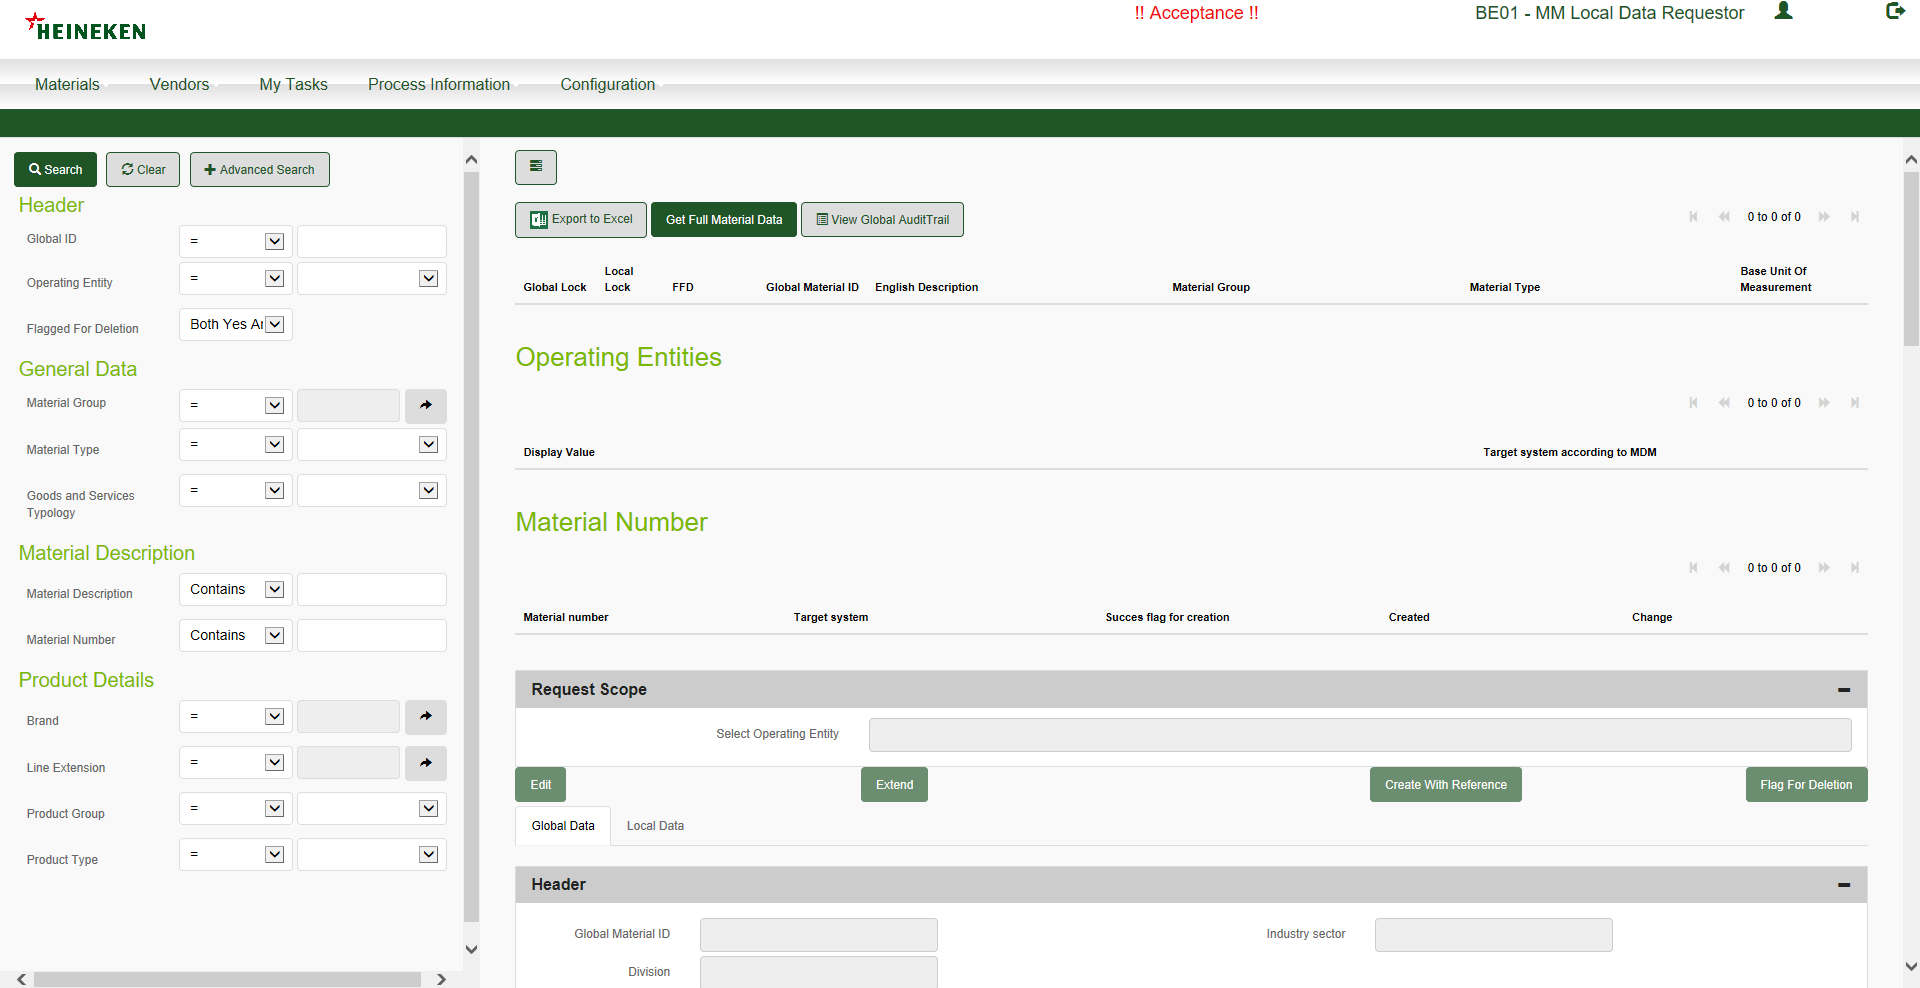 HEINEKEN
!! Acceptance !!
BE01 - MM Local Data Requestor
Materials
Vendors
My Tasks
Process Information
Configuration
Search
Clear
Advanced Search
Header
Global ID
=
Operating Entity
=
Flagged For Deletion
Both Yes Ar
General Data
Material Group
=
Material Type
=
Goods and Services
Typology
=
Material Description
Material Description
Contains
Material Number
Contains
Product Details
Brand
=
Line Extension
=
Product Group
=
Product Type
=
Export to Excel
Get Full Material Data
View Global AuditTrail
0 to 0 of 0
Global Lock
Local
Lock
FFD
Global Material ID
English Description
Material Group
Material Type
Base Unit Of
Measurement
Operating Entities
0 to 0 of 0
Display Value
Target system according to MDM
Material Number
0 to 0 of 0
Material number
Target system
Succes flag for creation
Created
Change
Request Scope
Select Operating Entity
Edit
Extend
Create With Reference
Flag For Deletion
Global Data
Local Data
Header
Global Material ID
Industry sector
Division